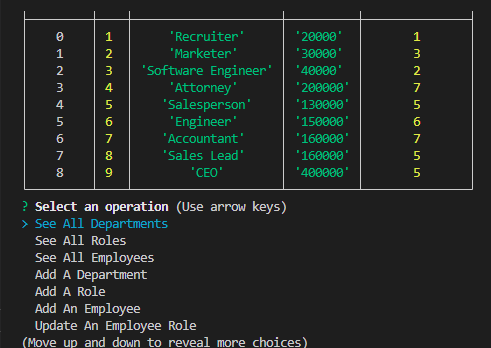 0 1 'Recruiter' '20000' 1
1 2 'Marketer' '30000' 3
2 3 'Software Engineer' '40000' 2
3 4 'Attorney' '200000' 7
4 5 'Salesperson' '130000' 5
5 6 'Engineer' '150000' 6
6 7 'Accountant' '160000' 7
7 8 'Sales Lead' '160000' 5
8 9 'CEO' '400000' 5
? Select an operation (Use arrow keys)
> See All Departments
See All Roles
See All Employees
Add A Department
Add A Role
Add An Employee
Update An Employee Role
(Move up and down to reveal more choices)